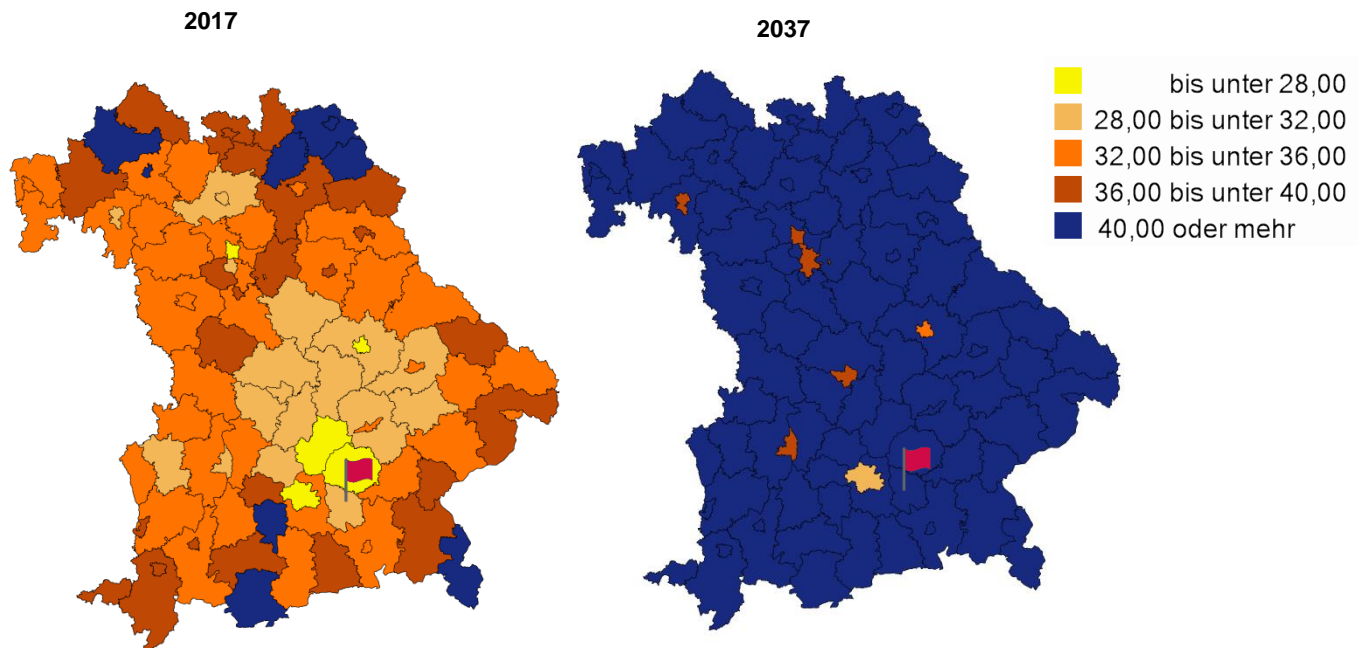 2017
2037
bis unter 28,00
28,00 bis unter 32,00
32,00 bis unter 36,00
36,00 bis unter 40,00
40,00 oder mehr